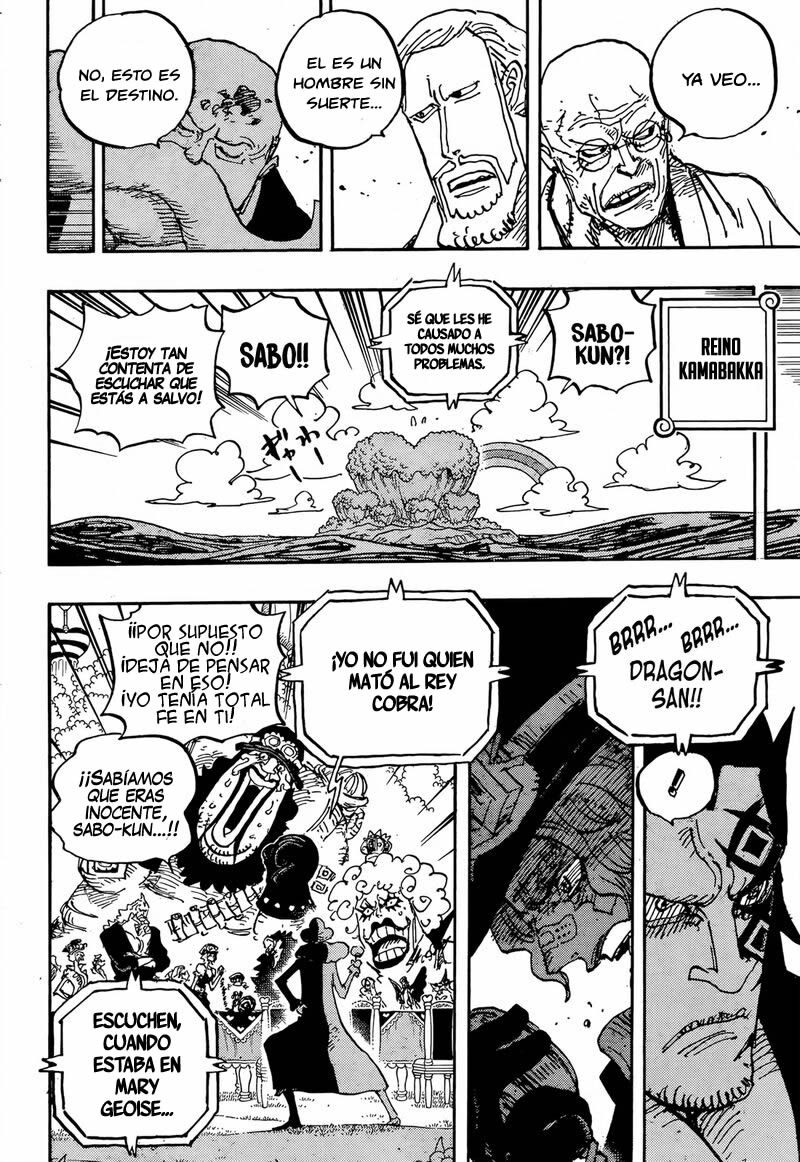 YA VEO...
EL ES UN
HOMBRE SIN
SUERTE...
NO, ESTO ES
EL DESTINO.
REINO
KAMABAKKA
SABO-
KUN?!
SÉ QUE LES HE
CAUSADO A
TODOS MUCHOS
PROBLEMAS.
SABO!!
¡ESTOY TAN
CONTENTA DE
ESCUCHAR QUE
ESTÁS A SALVO!
BRRR... BRRR...
DRAGON-
SAN!!
!
¡YO NO FUI QUIEN
MATÓ AL REY
COBRA!
¡¡POR SUPUESTO
QUE NO!!
¡DEJA DE PENSAR
EN ESO!
¡YO TENÍA TOTAL
FE EN TI!
¡¡SABÍAMOS
QUE ERAS
INOCENTE,
SABO-KUN...!!
ESCUCHEN,
CUANDO
ESTABA EN
MARY
GEOISE...